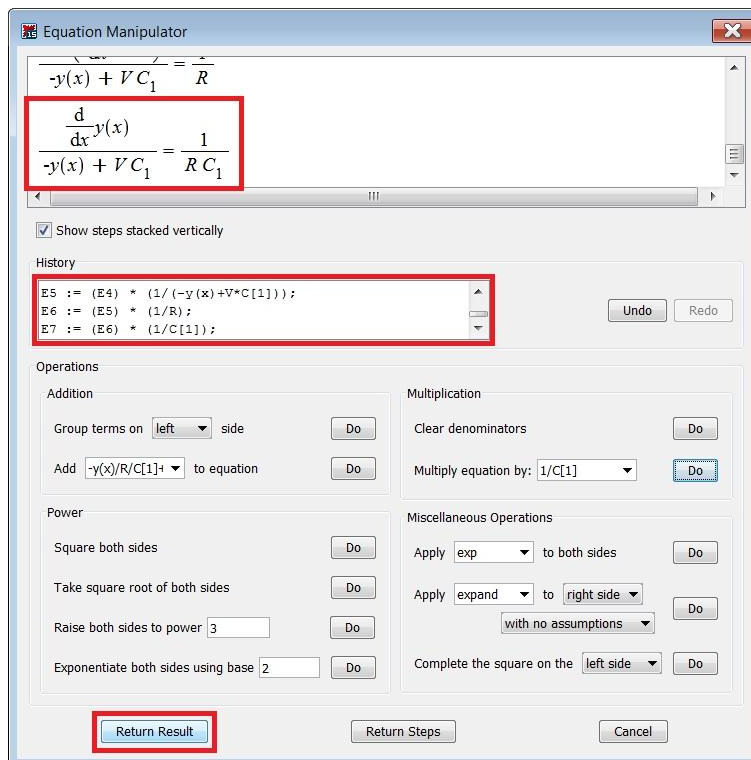 Equation Manipulator
-y(x) + V C₁ = R
d
dx y(x)
-y(x) + V C₁ = 1
R C₁
Show steps stacked vertically
History
E5 := (E4) * (1/(-y(x)+V*C[1]));
E6 := (E5) * (1/R);
E7 := (E6) * (1/C[1]);
Undo Redo
Operations
Addition
Group terms on left side Do
Add -y(x)/R/C[1]+ to equation Do
Multiplication
Clear denominators Do
Multiply equation by: 1/C[1] Do
Power
Square both sides Do
Take square root of both sides Do
Raise both sides to power 3 Do
Exponentiate both sides using base 2 Do
Miscellaneous Operations
Apply exp to both sides Do
Apply expand to right side Do
with no assumptions
Complete the square on the left side Do
Return Result Return Steps Cancel